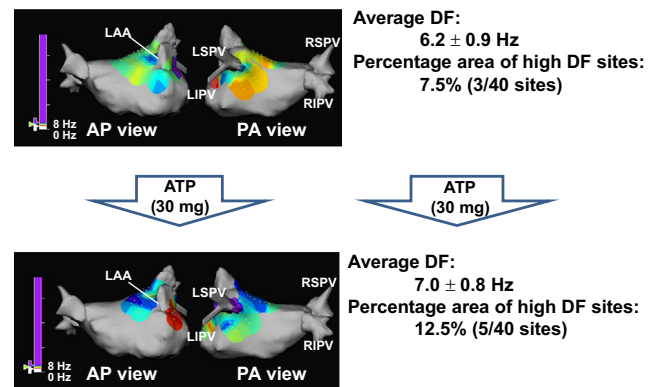 Average DF:
6.2 ± 0.9 Hz
Percentage area of high DF sites:
7.5% (3/40 sites)
LAA
LSPV
RSPV
LIPV
RIPV
8 Hz
0 Hz
AP view
PA view
ATP
(30 mg)
ATP
(30 mg)
Average DF:
7.0 ± 0.8 Hz
Percentage area of high DF sites:
12.5% (5/40 sites)
LAA
LSPV
RSPV
LIPV
RIPV
8 Hz
0 Hz
AP view
PA view